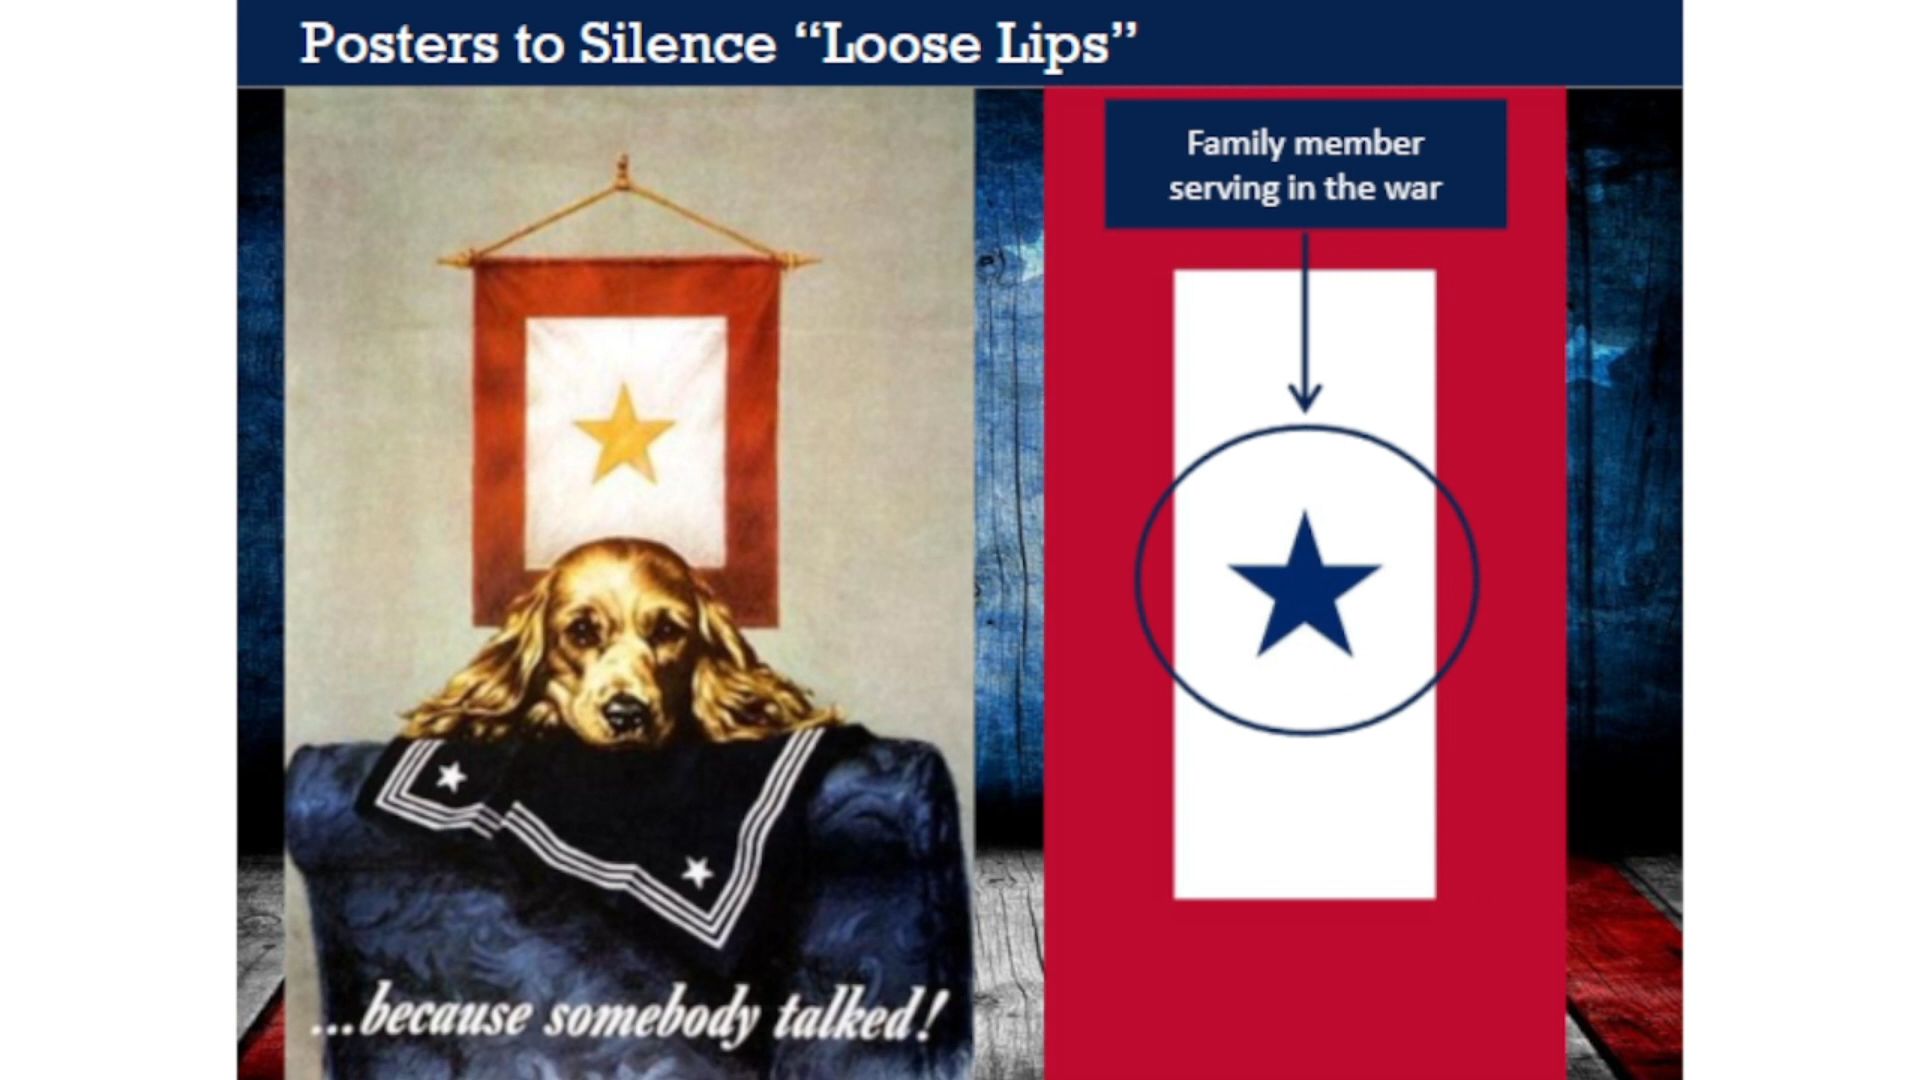 Posters to Silence “Loose Lips”
Family member
serving in the war
...because somebody talked!